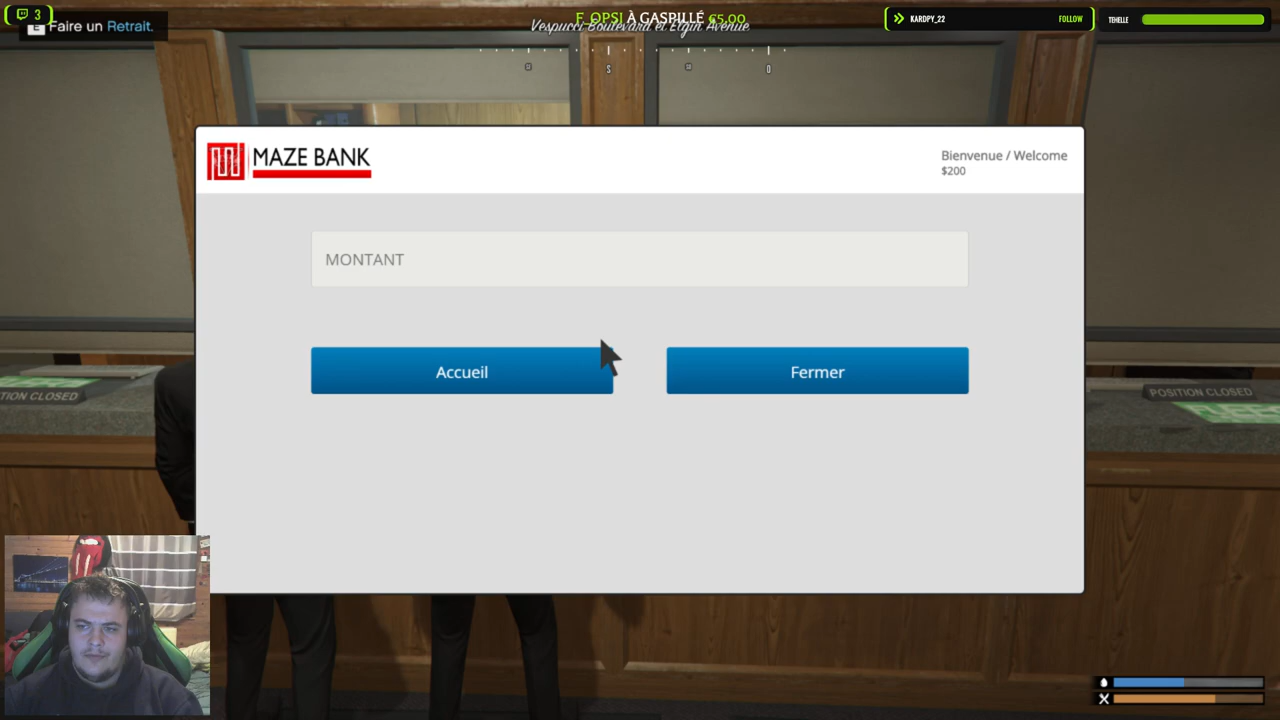 3
E Faire un Retrait.
F_OPSI À GASPILLÉ €5.00
Vespucci Boulevard et Elgin Avenue
KARDPY_22
FOLLOW
TEHELLE
S
O
MAZE BANK
Bienvenue / Welcome
$200
MONTANT
Accueil
Fermer
TION CLOSED
POSITION CLOSED